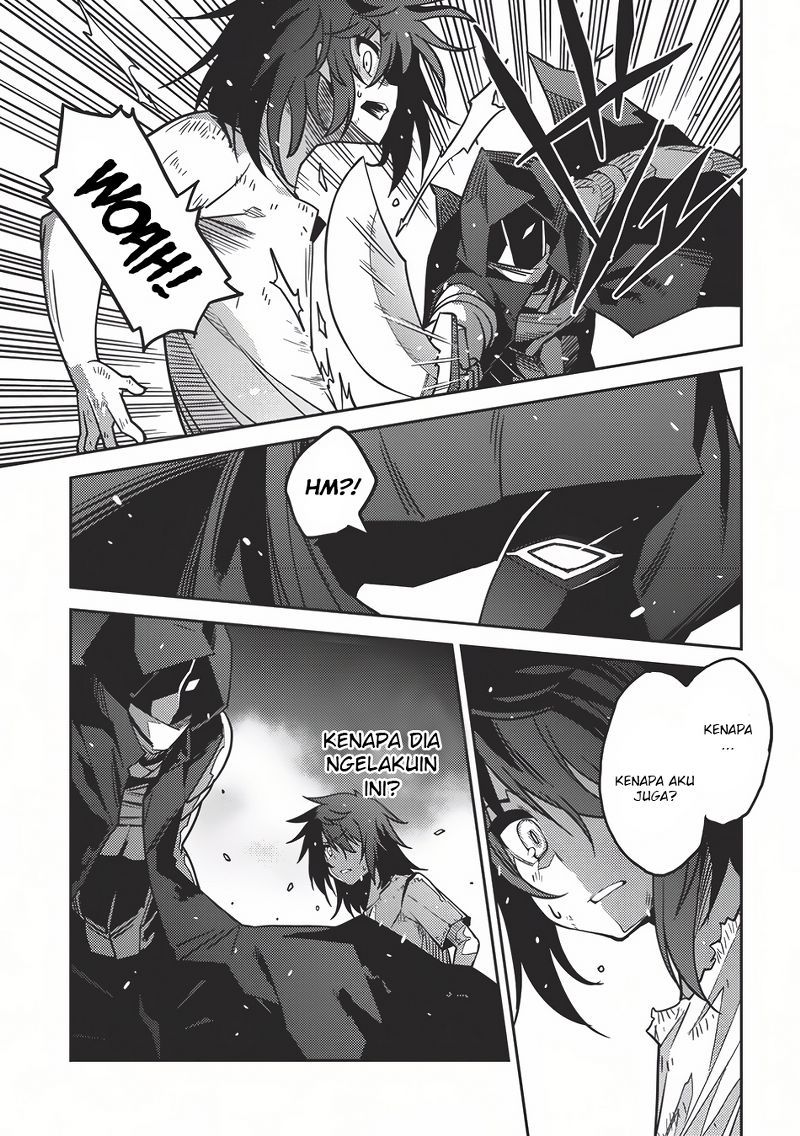 WOAH!
HM?!
KENAPA
...
KENAPA AKU
JUGA?
KENAPA DIA
NGELAKUIN
INI?